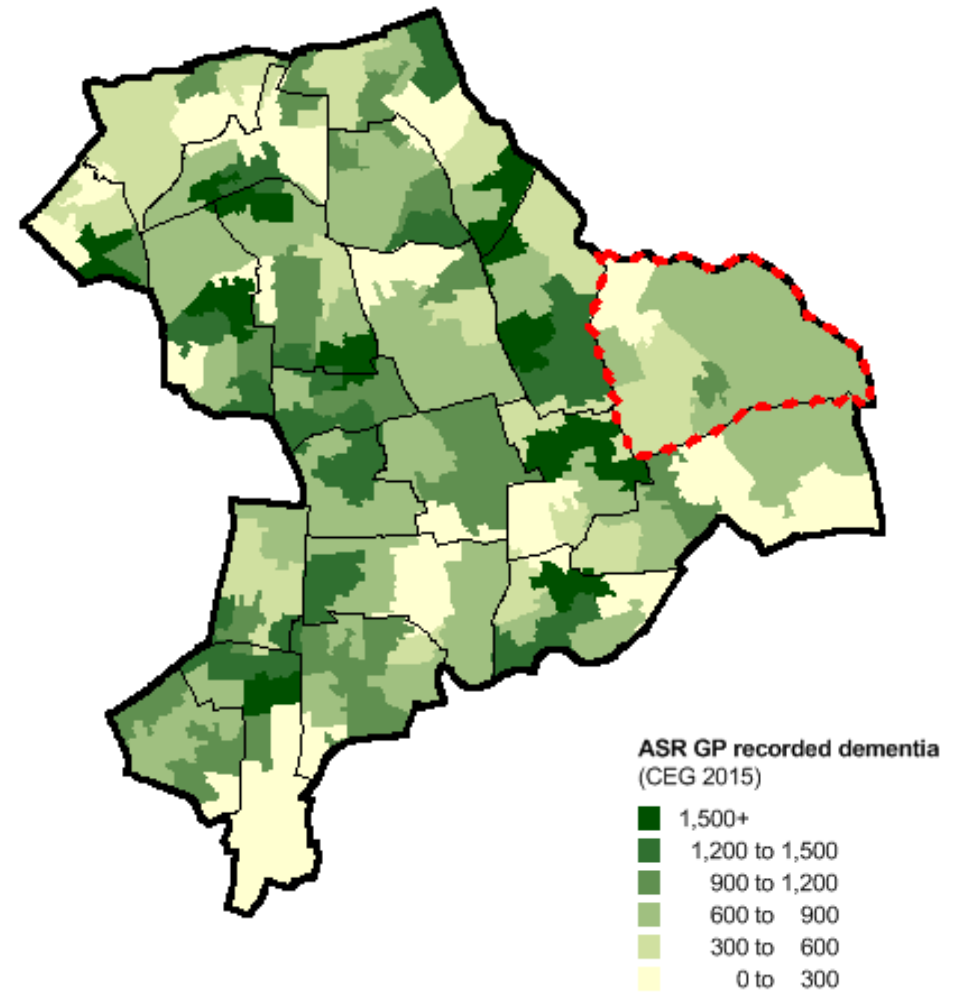 ASR GP recorded dementia
(CEG 2015)
1,500+
1,200 to 1,500
900 to 1,200
600 to 900
300 to 600
0 to 300